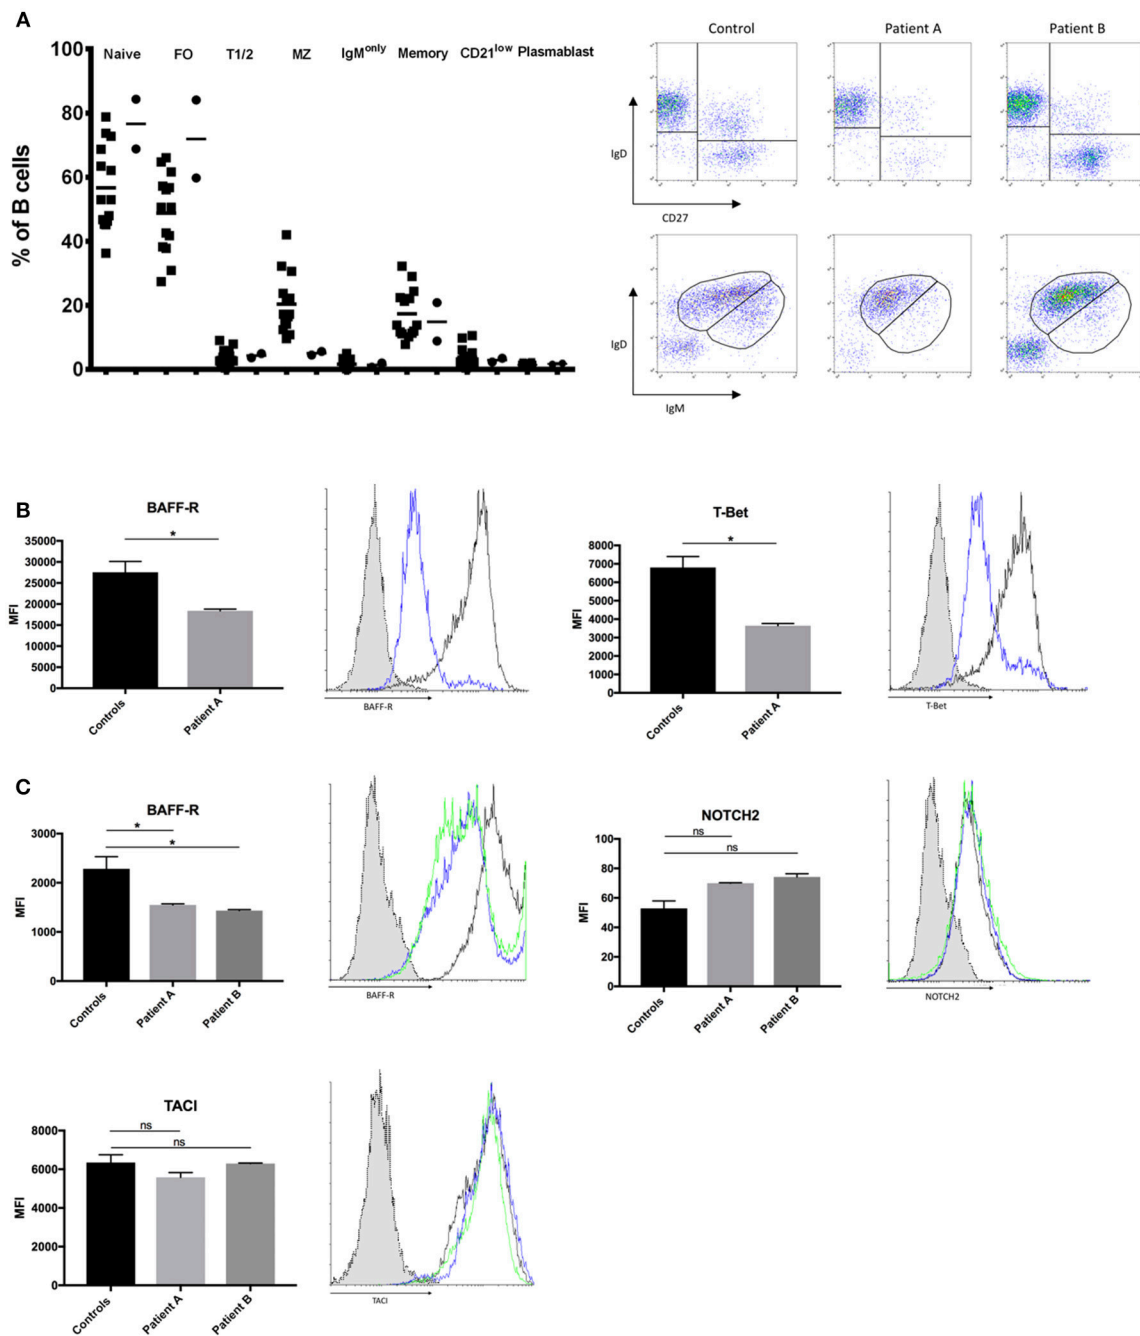 A
% of B cells
100
80
60
40
20
0
Naive FO T1/2 MZ IgMonly Memory CD21low Plasmablast
Control Patient A Patient B
IgD
CD27
IgD
IgM
B
BAFF-R
*
MFI
35000
30000
25000
20000
15000
10000
5000
0
Controls
Patient A
BAFF-R
T-Bet
*
MFI
8000
7000
6000
5000
4000
3000
2000
1000
0
Controls
Patient A
T-Bet
C
BAFF-R
*
*
MFI
3000
2000
1000
0
Controls
Patient A
Patient B
BAFF-R
NOTCH2
ns
ns
MFI
100
80
60
40
20
0
Controls
Patient A
Patient B
NOTCH2
TACI
ns
ns
MFI
8000
6000
4000
2000
0
Controls
Patient A
Patient B
TACI